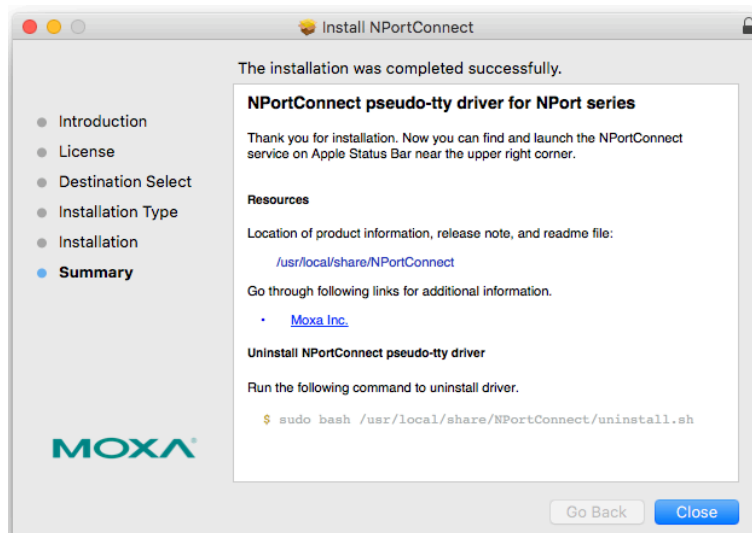 Install NPortConnect
The installation was completed successfully.
Introduction
License
Destination Select
Installation Type
Installation
Summary
NPortConnect pseudo-tty driver for NPort series
Thank you for installation. Now you can find and launch the NPortConnect
service on Apple Status Bar near the upper right corner.
Resources
Location of product information, release note, and readme file:
/usr/local/share/NPortConnect
Go through following links for additional information.
• Moxa Inc.
Uninstall NPortConnect pseudo-tty driver
Run the following command to uninstall driver.
$ sudo bash /usr/local/share/NPortConnect/uninstall.sh
MOXA®
Go Back
Close